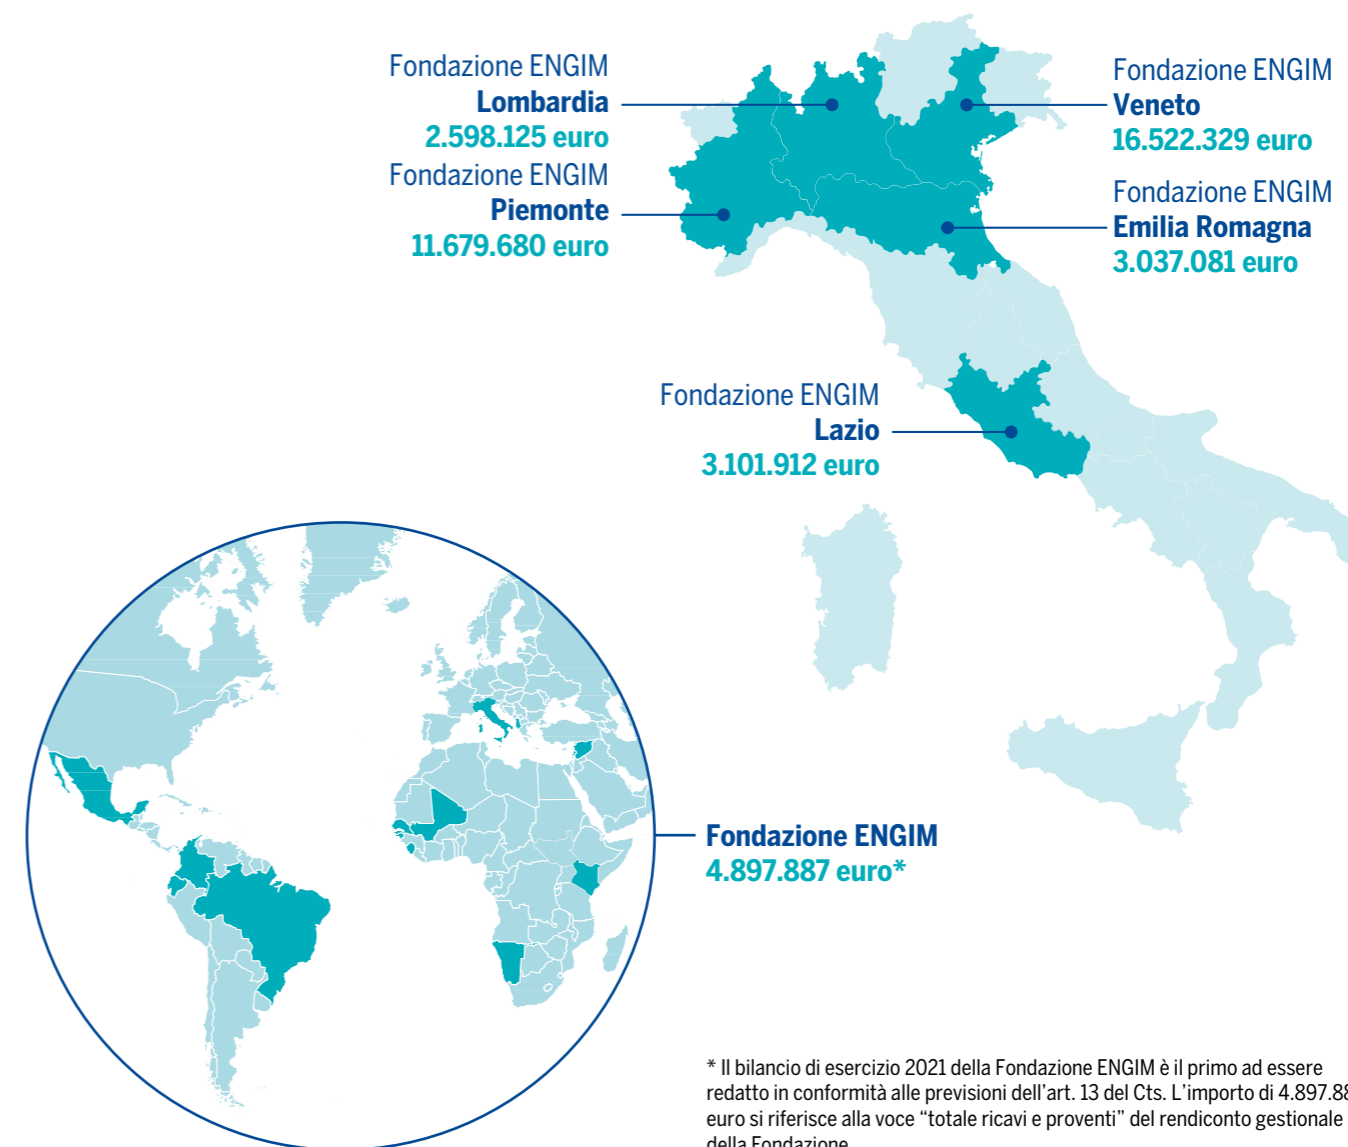 Fondazione ENGIM
Lombardia
2.598.125 euro
Fondazione ENGIM
Piemonte
11.679.680 euro
Fondazione ENGIM
Veneto
16.522.329 euro
Fondazione ENGIM
Emilia Romagna
3.037.081 euro
Fondazione ENGIM
Lazio
3.101.912 euro
Fondazione ENGIM
4.897.887 euro*
* Il bilancio di esercizio 2021 della Fondazione ENGIM è il primo ad essere
redatto in conformità alle previsioni dell'art. 13 del Cts. L'importo di
euro si riferisce alla voce "totale ricavi e proventi" del rendiconto gestionale
della Fondazione